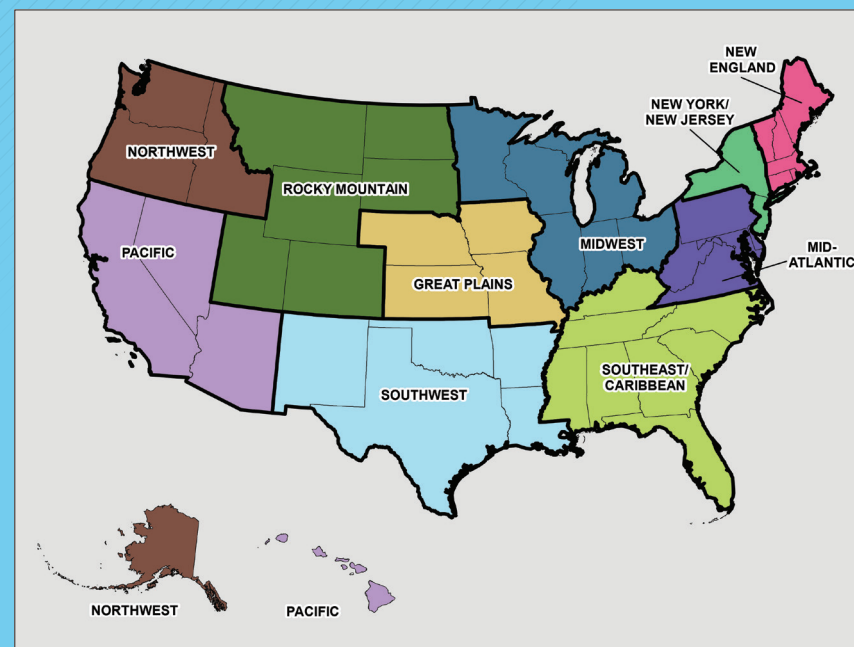 NEW
ENGLAND
NEW YORK/
NEW JERSEY
NORTHWEST
ROCKY MOUNTAIN
PACIFIC
MIDWEST
MID-
ATLANTIC
GREAT PLAINS
SOUTHEAST/
CARIBBEAN
SOUTHWEST
NORTHWEST
PACIFIC